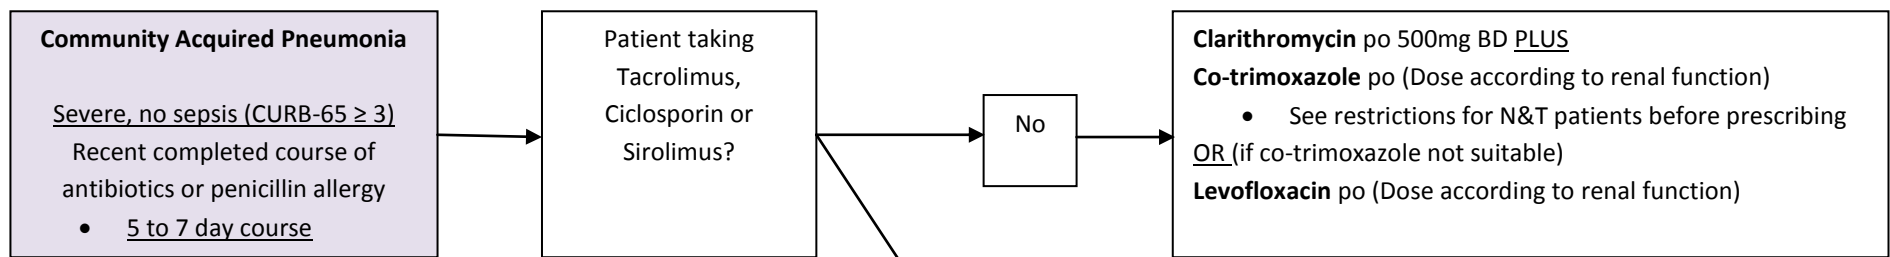 Community Acquired Pneumonia
Severe, no sepsis (CURB-65 ≥ 3)
Recent completed course of
antibiotics or penicillin allergy
• 5 to 7 day course
Patient taking
Tacrolimus,
Ciclosporin or
Sirolimus?
No
Clarithromycin po 500mg BD PLUS
Co-trimoxazole po (Dose according to renal function)
• See restrictions for N&T patients before prescribing
OR (if co-trimoxazole not suitable)
Levofloxacin po (Dose according to renal function)